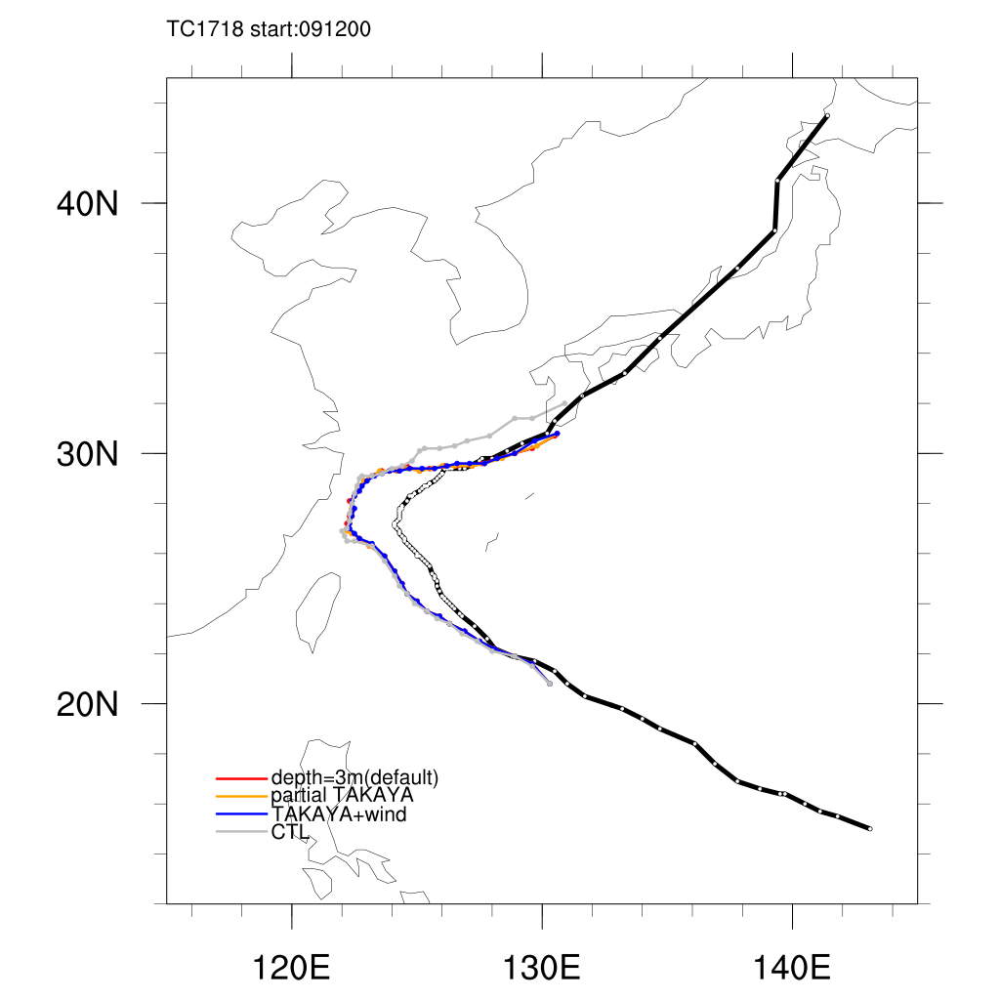 TC1718 start:091200
40N
30N
20N
depth=3m(default)
partial TAKAYA
TAKAYA+wind
CTL
120E 130E 140E